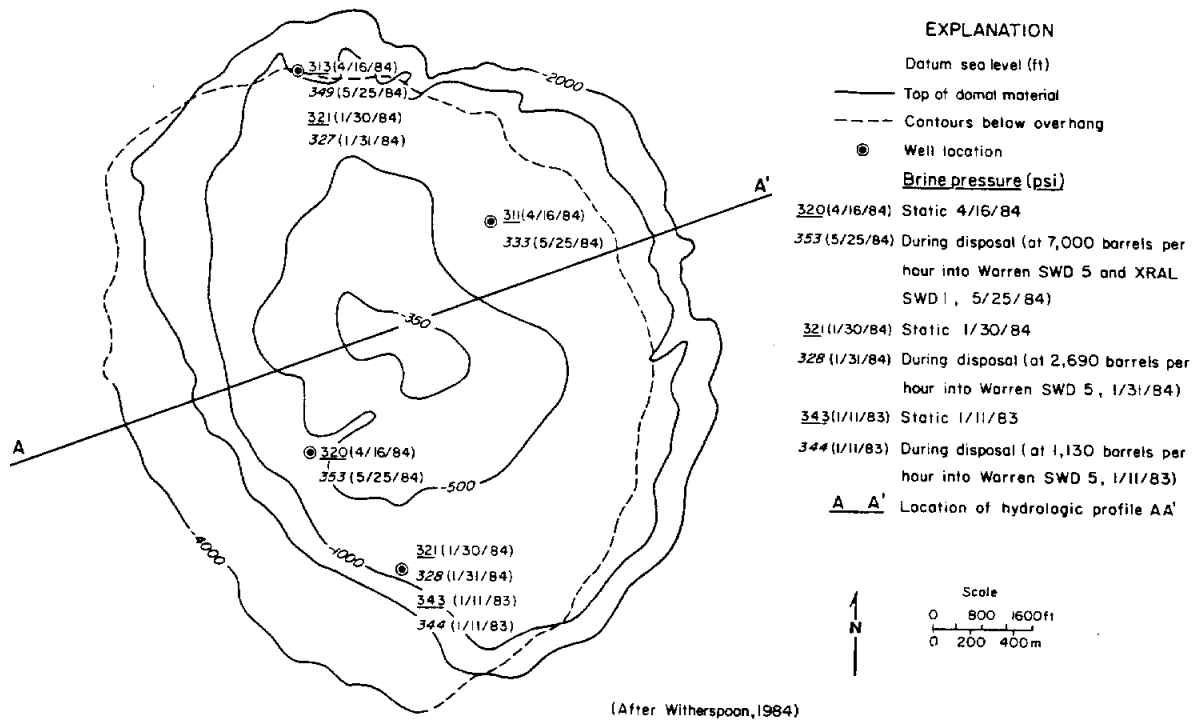 313 (4/16/84)
349 (5/25/84)
321 (1/30/84)
327 (1/31/84)
-2000
A'
311 (4/16/84)
333 (5/25/84)
-350
A
320 (4/16/84)
353 (5/25/84)
-500
-4000
-1000
321 (1/30/84)
328 (1/31/84)
343 (1/11/83)
344 (1/11/83)
EXPLANATION
Datum sea level (ft)
Top of domal material
Contours below overhang
Well location
Brine pressure (psi)
320 (4/16/84) Static 4/16/84
353 (5/25/84) During disposal (at 7,000 barrels per
hour into Warren SWD 5 and XRAL
SWD 1, 5/25/84)
321 (1/30/84) Static 1/30/84
328 (1/31/84) During disposal (at 2,690 barrels per
hour into Warren SWD 5, 1/31/84)
343 (1/11/83) Static 1/11/83
344 (1/11/83) During disposal (at 1,130 barrels per
hour into Warren SWD 5, 1/11/83)
A A' Location of hydrologic profile AA'
N
Scale
0 800 1600 ft
0 200 400 m
(After Witherspoon, 1984)